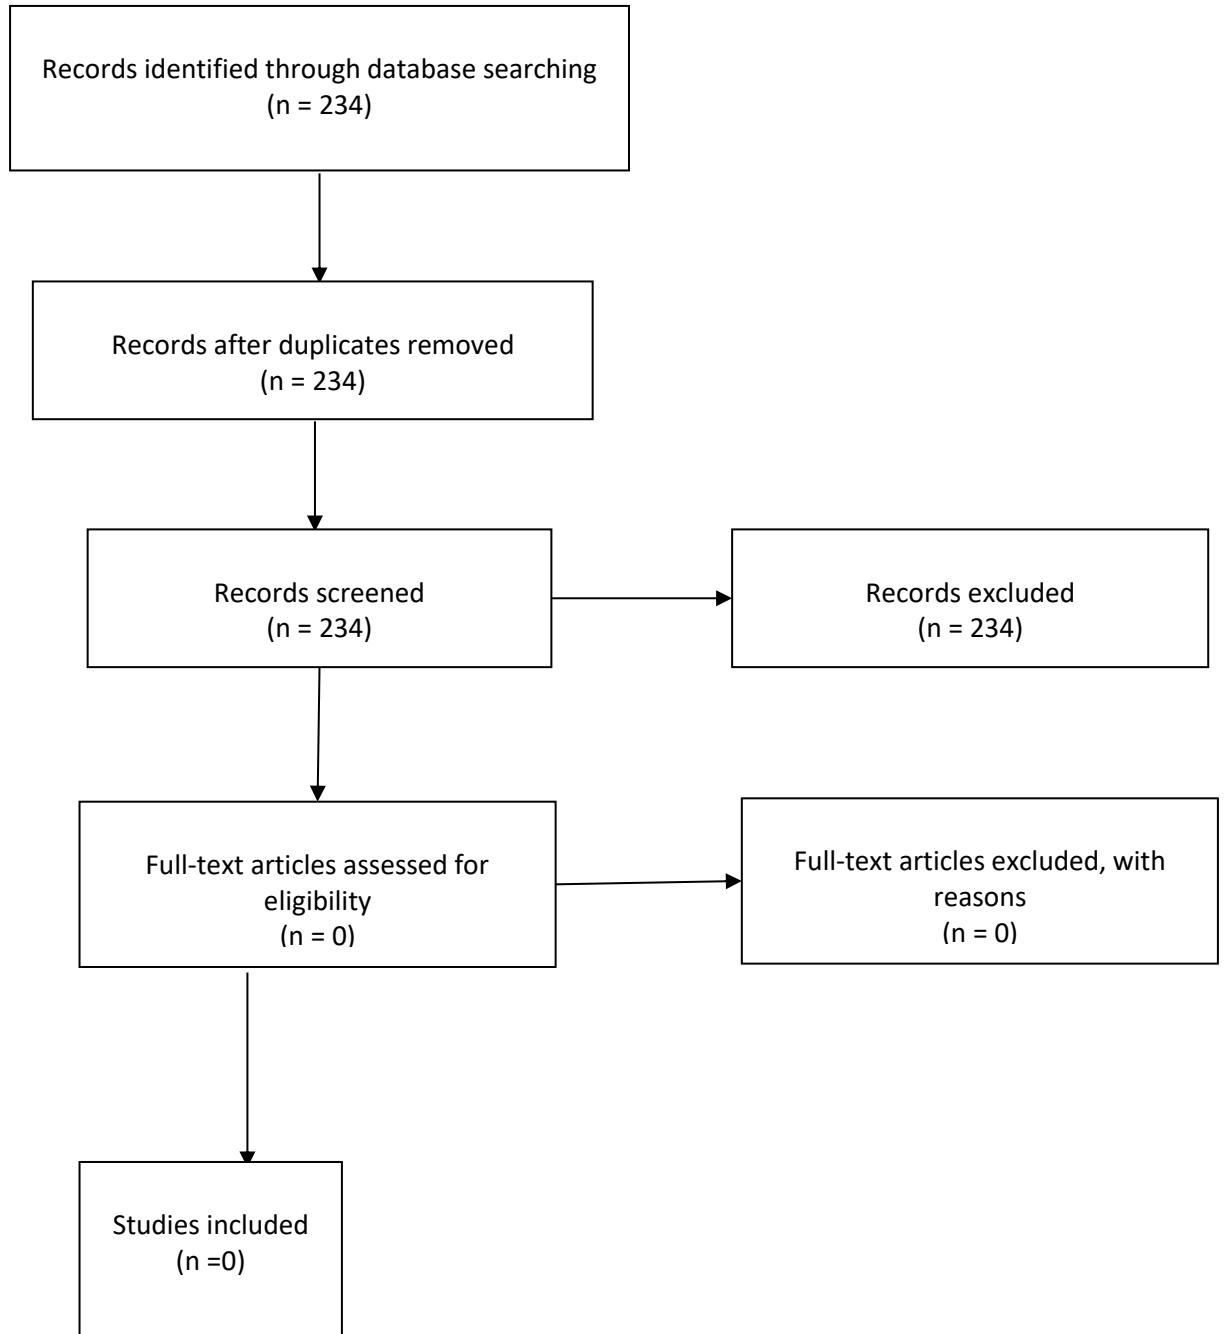 Records identified through database searching
(n = 234)
Records after duplicates removed
(n = 234)
Records screened
(n = 234)
Records excluded
(n = 234)
Full-text articles assessed for
eligibility
(n = 0)
Full-text articles excluded, with
reasons
(n = 0)
Studies included
(n =0)